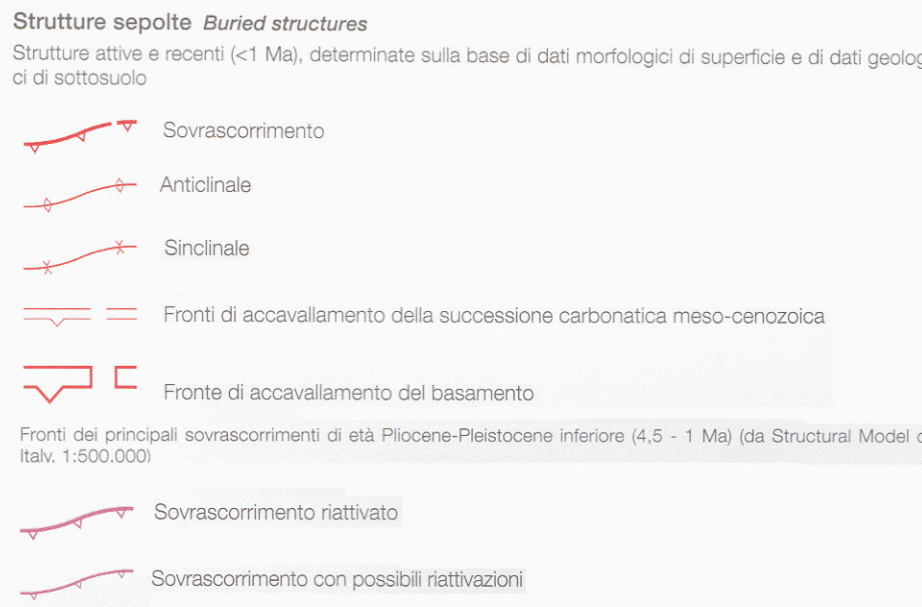 Strutture sepolte Buried structures
Strutture attive e recenti (<1 Ma), determinate sulla base di dati morfologici di superficie e di dati geolog
ci di sottosuolo
Sovrascorrimento
Anticlinale
Sinclinale
Fronti di accavallamento della successione carbonatica meso-cenozoica
Fronte di accavallamento del basamento
Fronti dei principali sovrascorrimenti di età Pliocene-Pleistocene inferiore (4,5 - 1 Ma) (da Structural Model o
Italy. 1:500.000)
Sovrascorrimento riattivato
Sovrascorrimento con possibili riattivazioni